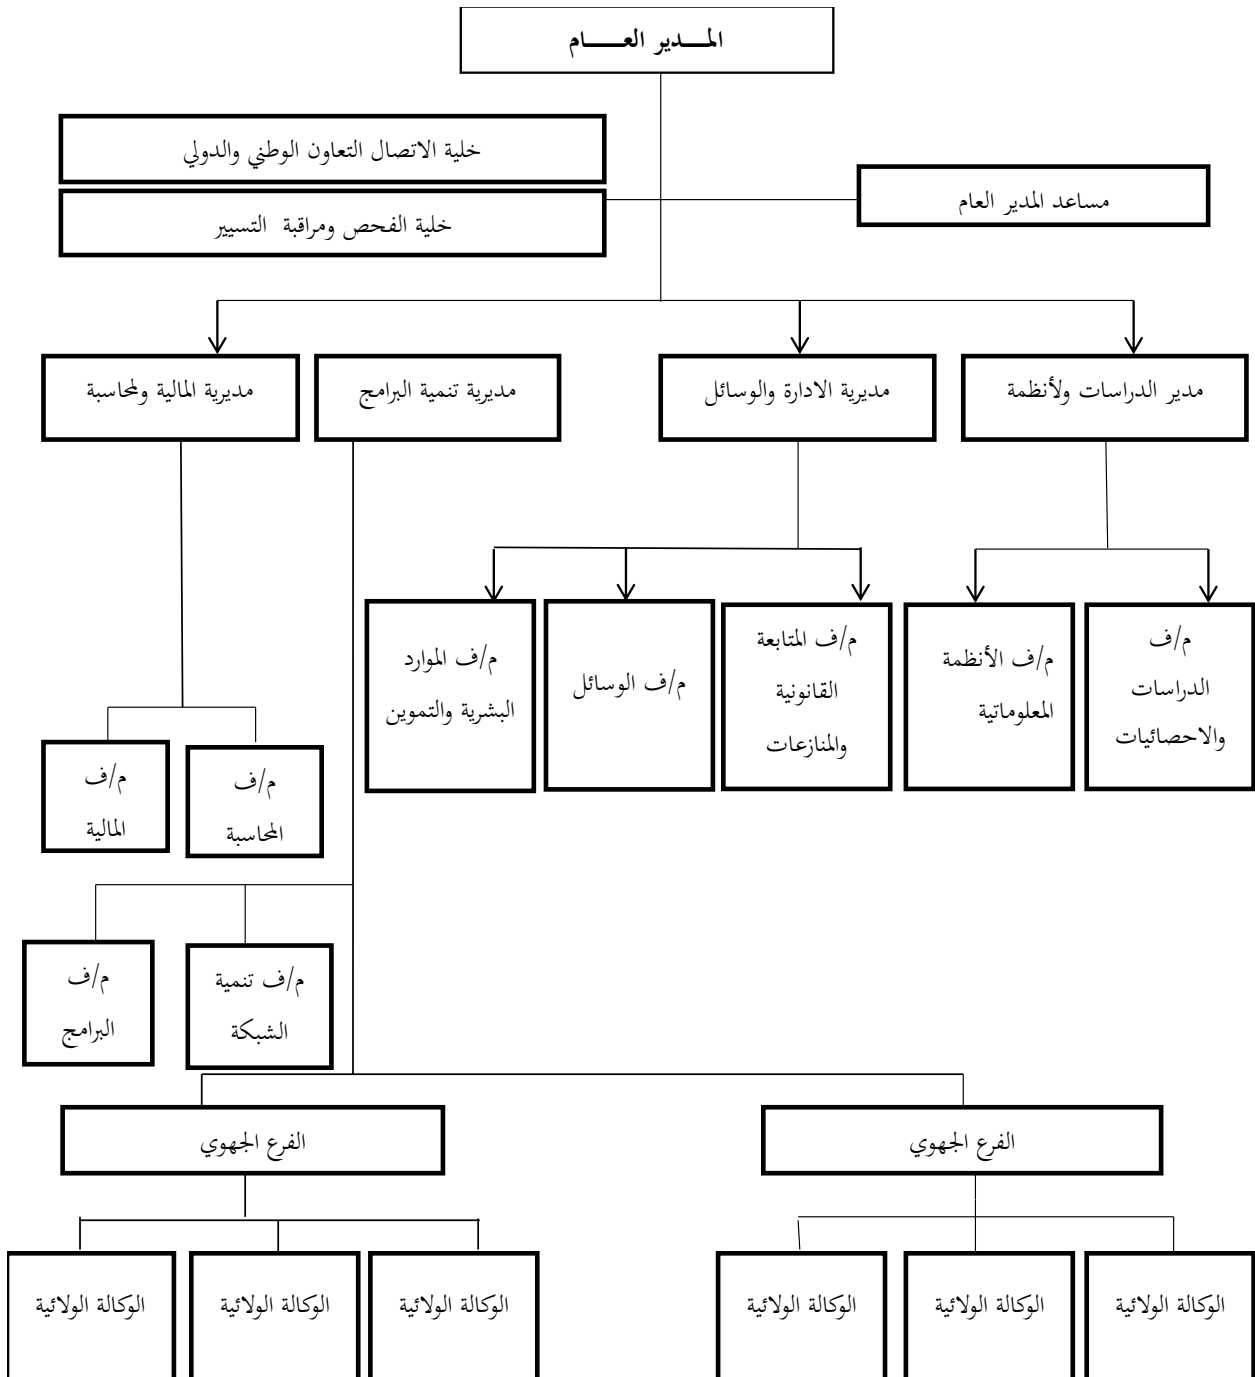 المـــدير العـــــام
خلية الاتصال التعاون الوطني والدولي
مساعد المدير العام
خلية الفحص ومراقبة التسيير
مدير الدراسات ولأنظمة
مديرية الادارة والوسائل
مديرية تنمية البرامج
مديرية المالية ولمحاسبة
م/ف
الدراسات
والاحصائيات
م/ف الأنظمة
المعلوماتية
م/ف المتابعة
القانونية
والمنازعات
م/ف الوسائل
م/ف الموارد
البشرية والتموين
م/ف
المحاسبة
م/ف
المالية
م/ف تنمية
الشبكة
م/ف
البرامج
الفرع الجهوي
الفرع الجهوي
الوكالة الولائية
الوكالة الولائية
الوكالة الولائية
الوكالة الولائية
الوكالة الولائية
الوكالة الولائية